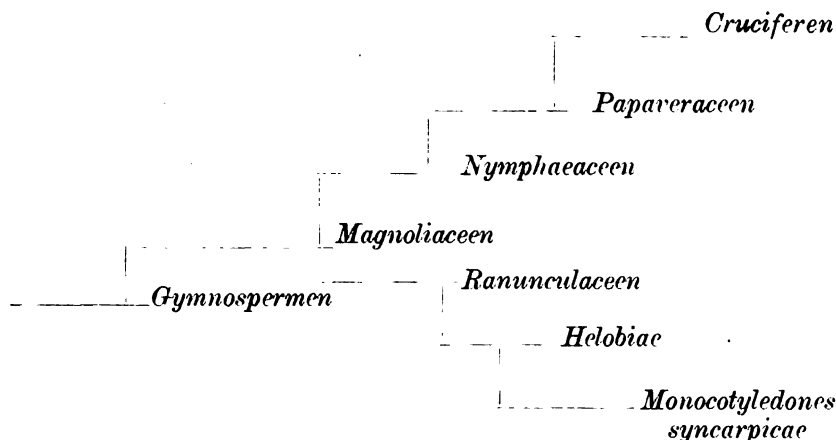 Cruciferen
Papaveraceen
Nymphaeaceen
Magnoliaceen
Ranunculaceen
Gymnospermen
Helobiae
Monocotyledones
syncarpicae